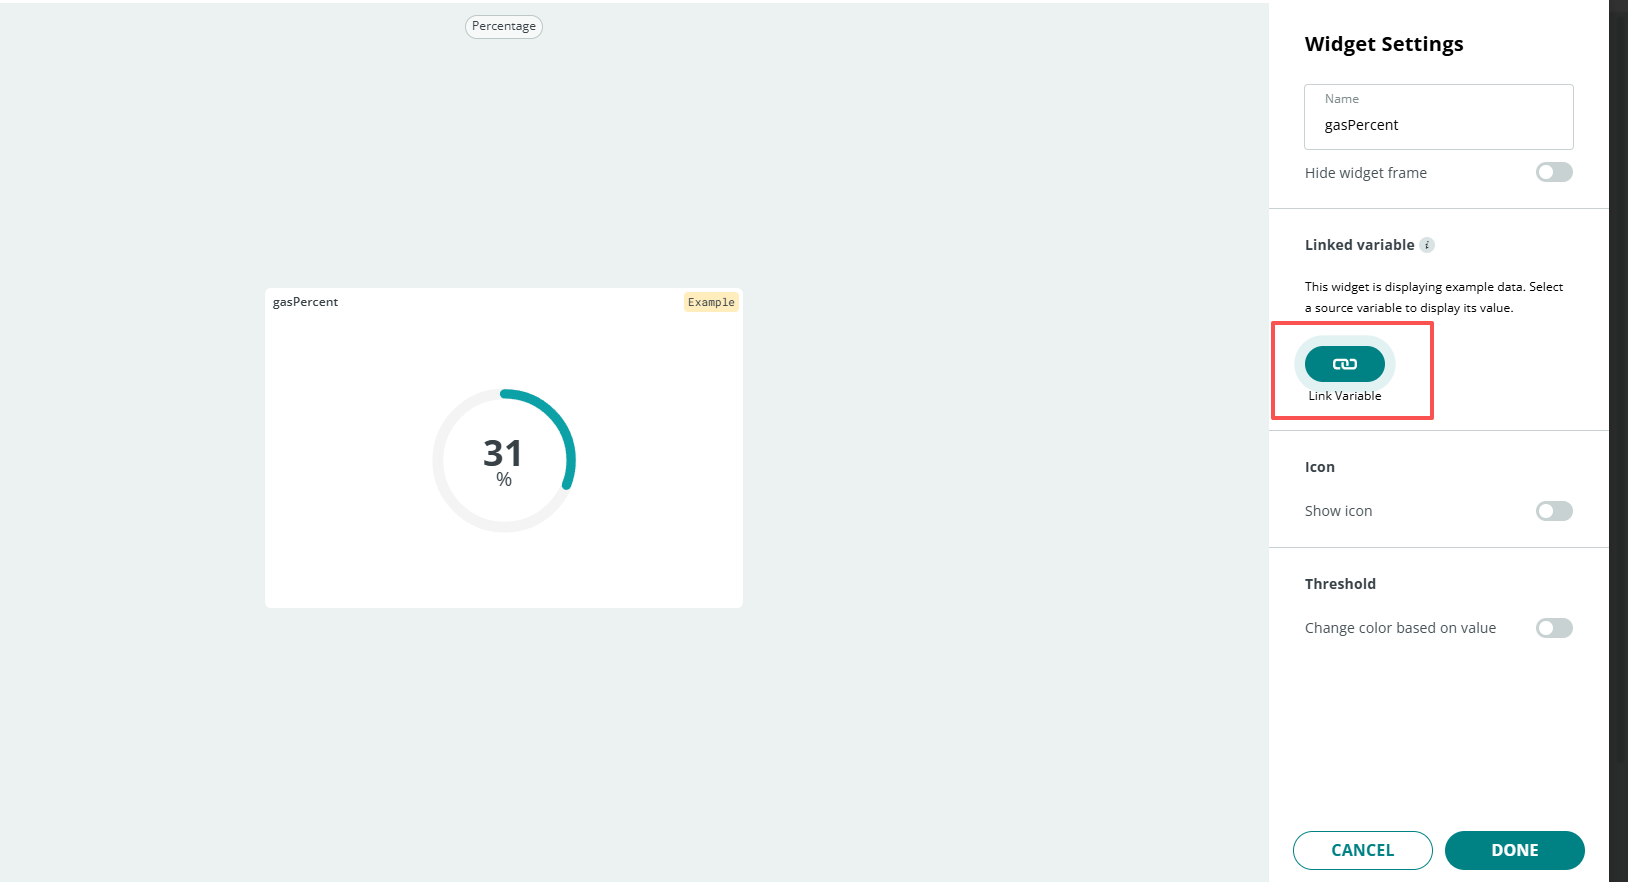 Percentage
gasPercent
Example
31
%
Widget Settings
Name
gasPercent
Hide widget frame
Linked variable i
This widget is displaying example data. Select
a source variable to display its value.
Link Variable
Icon
Show icon
Threshold
Change color based on value
CANCEL
DONE